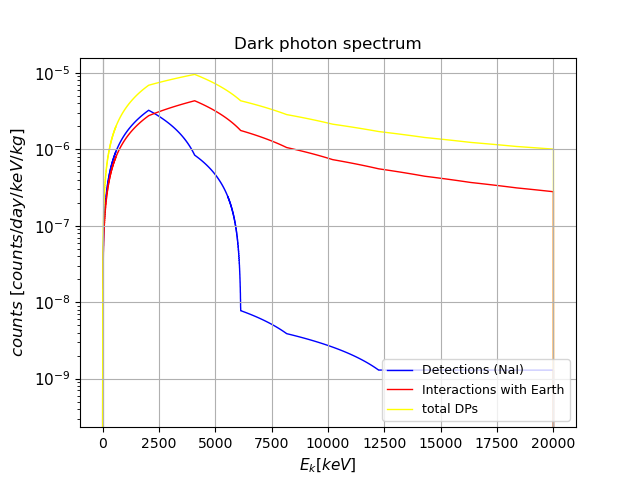 Dark photon spectrum
counts [counts/day/keV/kg]
10⁻⁵
10⁻⁶
10⁻⁷
10⁻⁸
10⁻⁹
Detections (NaI)
Interactions with Earth
total DPs
0 2500 5000 7500 10000 12500 15000 17500 20000
Eₖ[keV]